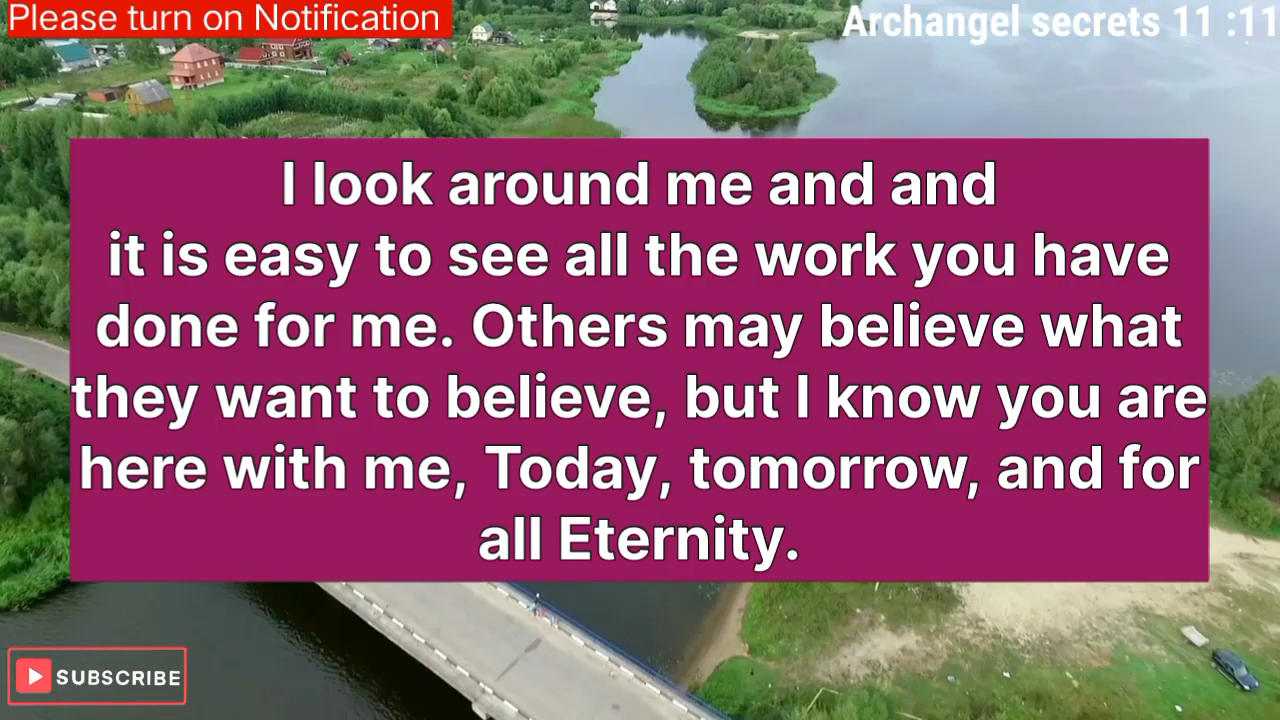 Please turn on Notification
Archangel secrets 11 :11
I look around me and and
it is easy to see all the work you have
done for me. Others may believe what
they want to believe, but I know you are
here with me, Today, tomorrow, and for
all Eternity.
SUBSCRIBE